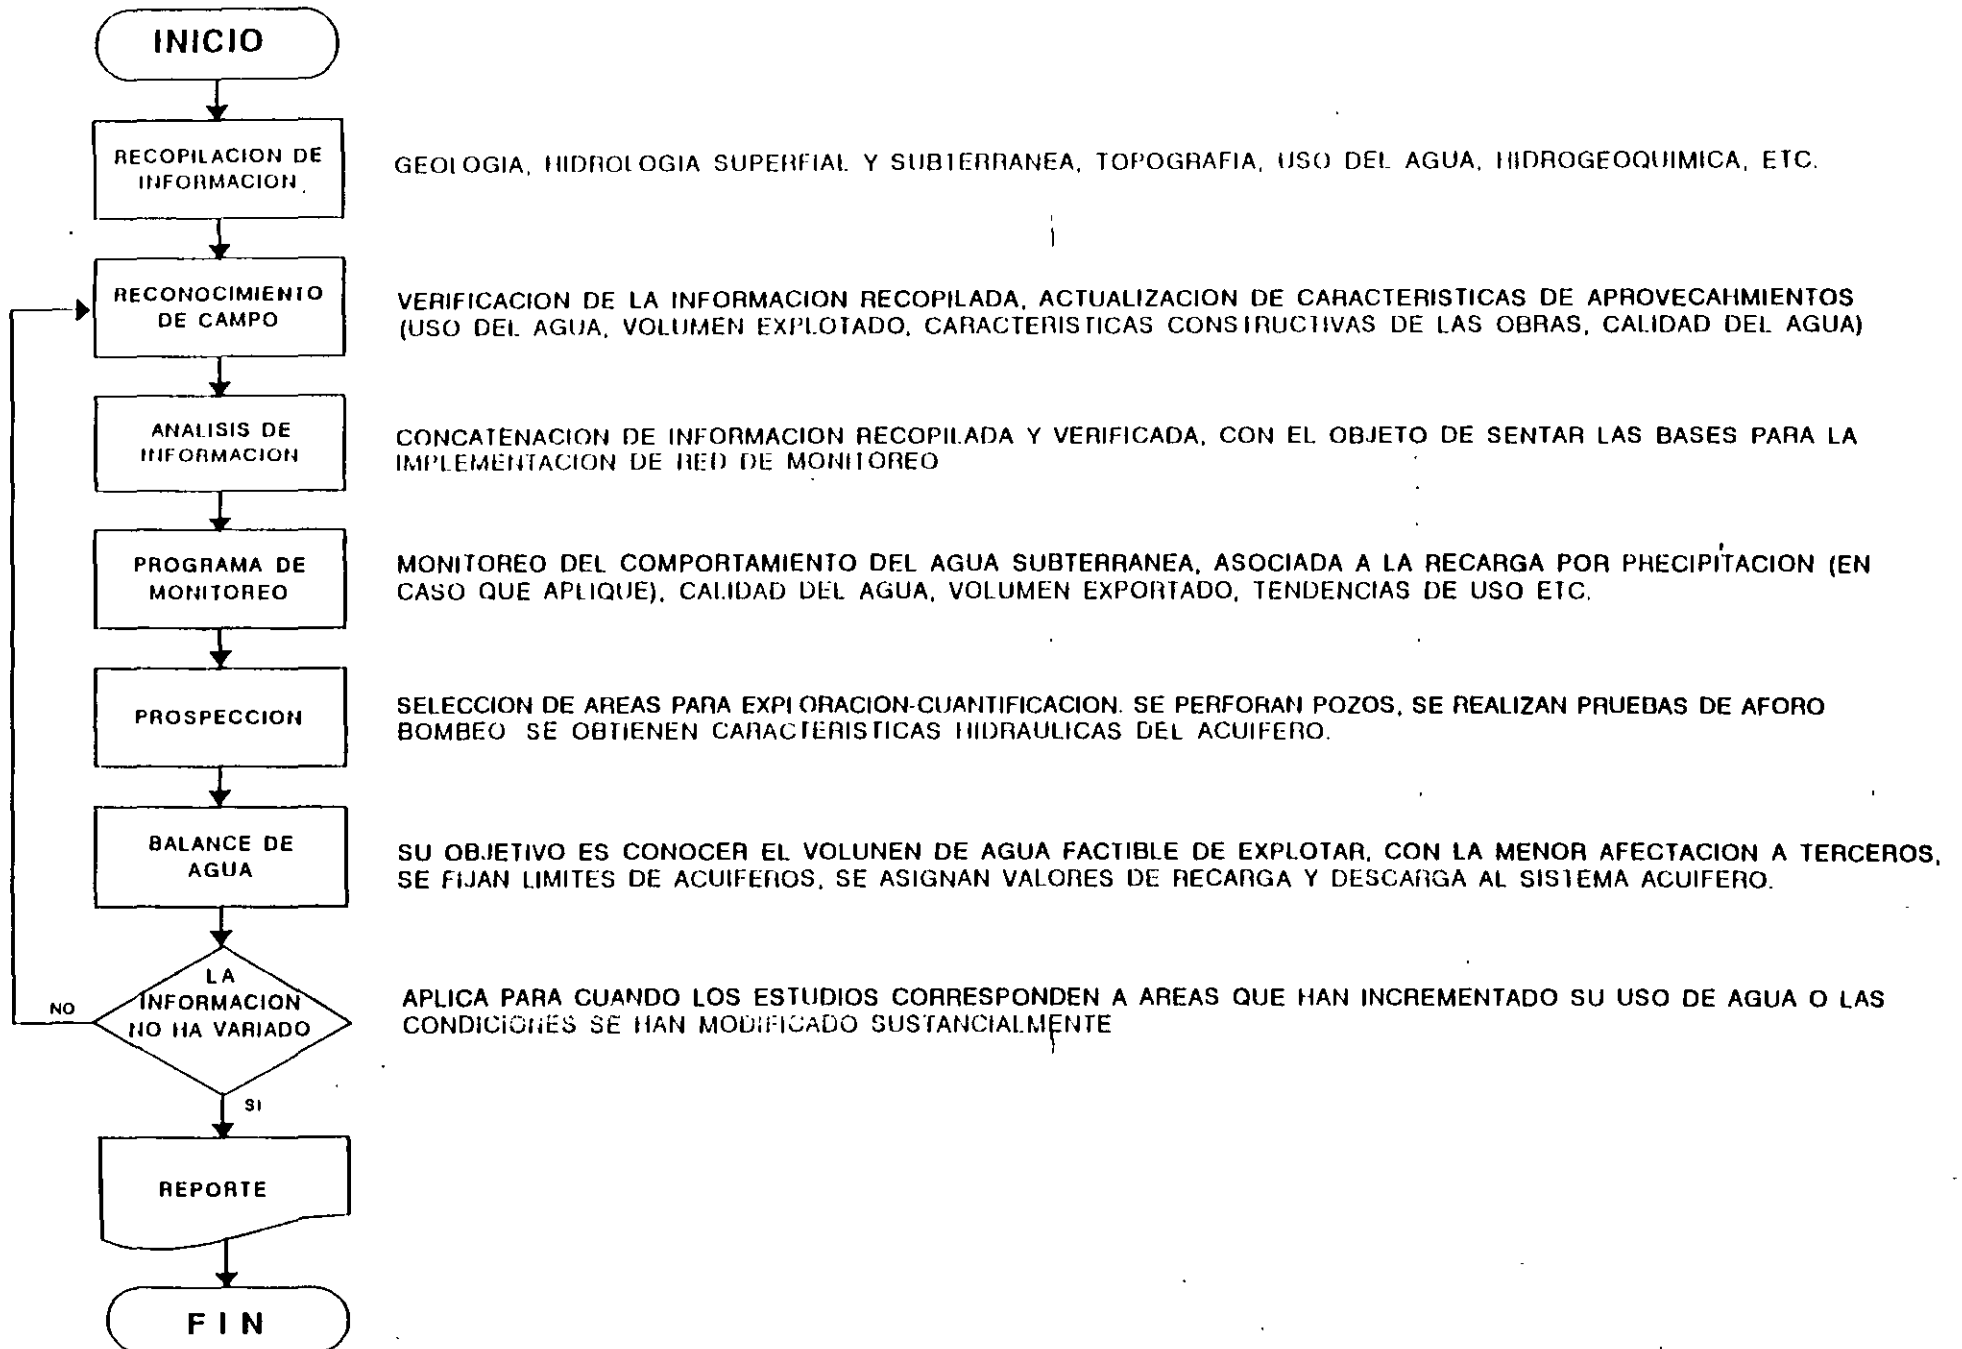 INICIO
RECOPILACION DE
INFORMACION
GEOLOGIA, HIDROLOGIA SUPERFIAL Y SUBTERRANEA, TOPOGRAFIA, USO DEL AGUA, HIDROGEOQUIMICA, ETC.
RECONOCIMIENTO
DE CAMPO
VERIFICACION DE LA INFORMACION RECOPILADA, ACTUALIZACION DE CARACTERISTICAS DE APROVECAHMIENTOS
(USO DEL AGUA, VOLUMEN EXPLOTADO, CARACTERISTICAS CONSTRUCTIVAS DE LAS OBRAS, CALIDAD DEL AGUA)
ANALISIS DE
INFORMACION
CONCATENACION DE INFORMACION RECOPILADA Y VERIFICADA, CON EL OBJETO DE SENTAR LAS BASES PARA LA
IMPLEMENTACION DE RED DE MONITOREO
PROGRAMA DE
MONITOREO
MONITOREO DEL COMPORTAMIENTO DEL AGUA SUBTERRANEA, ASOCIADA A LA RECARGA POR PRECIPITACION (EN
CASO QUE APLIQUE), CALIDAD DEL AGUA, VOLUMEN EXPORTADO, TENDENCIAS DE USO ETC.
PROSPECCION
SELECCION DE AREAS PARA EXPLORACION-CUANTIFICACION. SE PERFORAN POZOS, SE REALIZAN PRUEBAS DE AFORO
BOMBEO SE OBTIENEN CARACTERISTICAS HIDRAULICAS DEL ACUIFERO.
BALANCE DE
AGUA
SU OBJETIVO ES CONOCER EL VOLUNEN DE AGUA FACTIBLE DE EXPLOTAR, CON LA MENOR AFECTACION A TERCEROS,
SE FIJAN LIMITES DE ACUIFEROS, SE ASIGNAN VALORES DE RECARGA Y DESCARGA AL SISTEMA ACUIFERO.
LA
INFORMACION
NO HA VARIADO
NO
APLICA PARA CUANDO LOS ESTUDIOS CORRESPONDEN A AREAS QUE HAN INCREMENTADO SU USO DE AGUA O LAS
CONDICIONES SE HAN MODIFICADO SUSTANCIALMENTE
SI
REPORTE
FIN